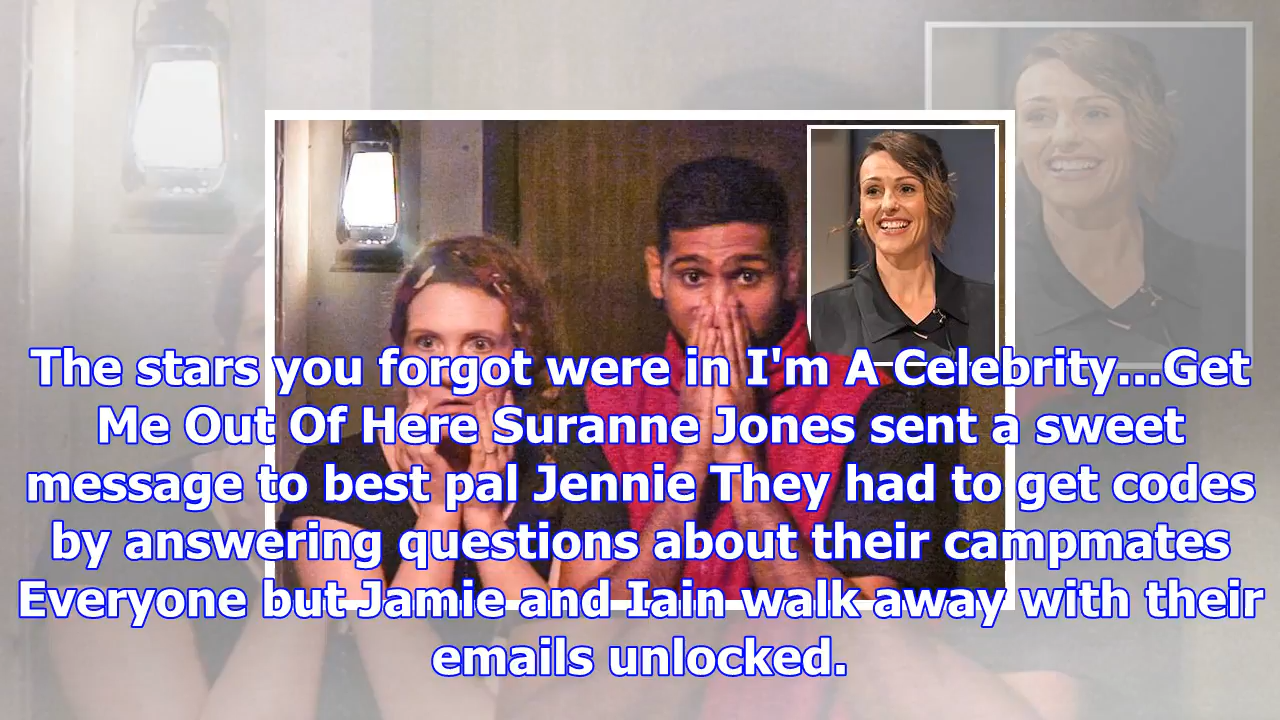 The stars you forgot were in I'm A Celebrity...Get
Me Out Of Here Suranne Jones sent a sweet
message to best pal Jennie They had to get codes
by answering questions about their campmates
Everyone but Jamie and Iain walk away with their
emails unlocked.